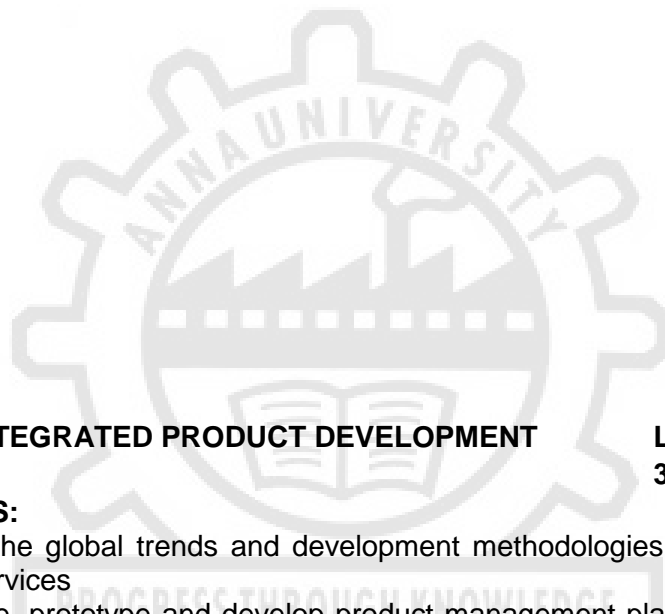 ANNA UNIVERSITY
TEGRATED PRODUCT DEVELOPMENT L
3
S:
he global trends and development methodologies
rvices
PROGRESS THROUGH KNOWLEDGE
prototype and develop product management pla